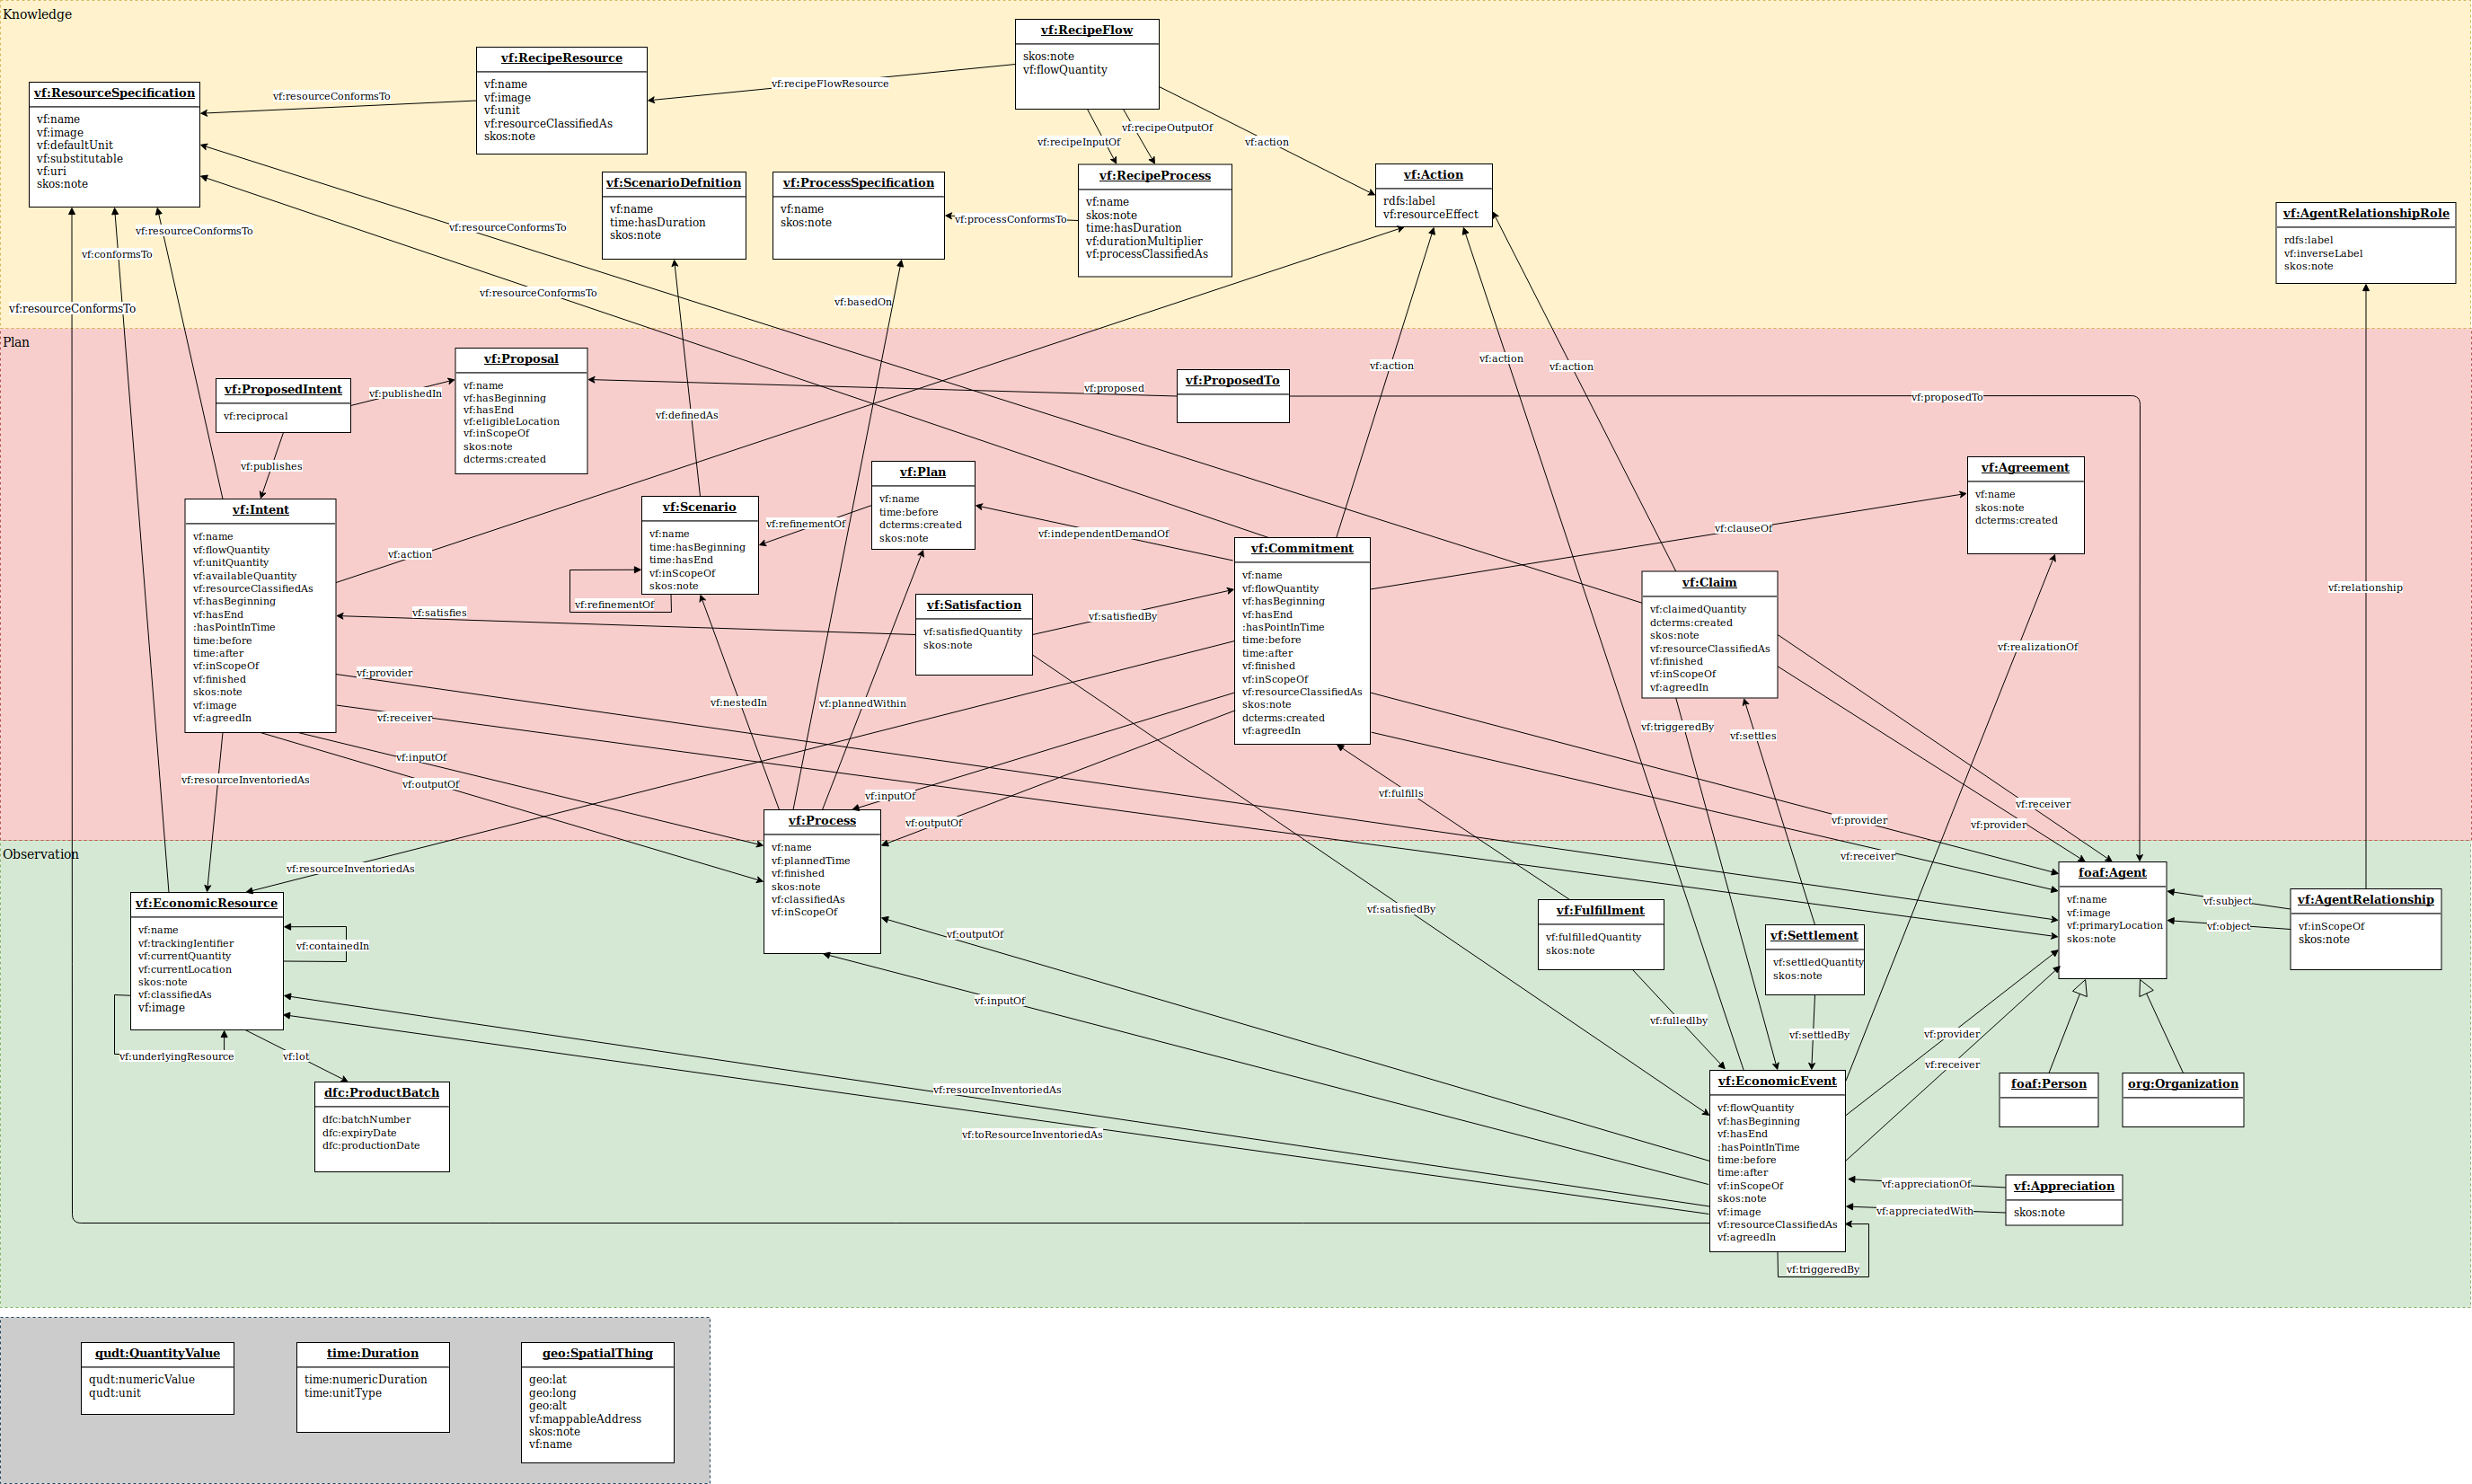 Knowledge
vf:RecipeFlow
skos:note
vf:flowQuantity
vf:RecipeResource
vf:name
vf:image
vf:unit
vf:resourceClassifiedAs
skos:note
vf:recipeFlowResource
vf:ResourceSpecification
vf:name
vf:image
vf:defaultUnit
vf:substitutable
vf:uri
skos:note
vf:resourceConformsTo
vf:recipeOutputOf
vf:recipeInputOf
vf:action
vf:ScenarioDefnition
vf:name
time:hasDuration
skos:note
vf:ProcessSpecification
vf:name
skos:note
vf:processConformsTo
vf:RecipeProcess
vf:name
skos:note
time:hasDuration
vf:durationMultiplier
vf:processClassifiedAs
vf:Action
rdfs:label
vf:resourceEffect
vf:AgentRelationshipRole
rdfs:label
vf:inverseLabel
skos:note
vf:resourceConformsTo
vf:resourceConformsTo
vf:conformsTo
vf:resourceConformsTo
vf:basedOn
vf:resourceConformsTo
Plan
vf:ProposedIntent
vf:reciprocal
vf:publishedIn
vf:Proposal
vf:name
vf:hasBeginning
vf:hasEnd
vf:eligibleLocation
vf:inScopeOf
skos:note
dcterms:created
vf:definedAs
vf:proposed
vf:ProposedTo
vf:action
vf:action
vf:action
vf:proposedTo
vf:publishes
vf:Intent
vf:name
vf:flowQuantity
vf:unitQuantity
vf:availableQuantity
vf:resourceClassifiedAs
vf:hasBeginning
vf:hasEnd
:hasPointInTime
time:before
time:after
vf:inScopeOf
vf:finished
skos:note
vf:image
vf:agreedIn
vf:action
vf:Scenario
vf:name
time:hasBeginning
time:hasEnd
vf:inScopeOf
skos:note
vf:refinementOf
vf:refinementOf
vf:Plan
vf:name
time:before
dcterms:created
skos:note
vf:independentDemandOf
vf:Commitment
vf:name
vf:flowQuantity
vf:hasBeginning
vf:hasEnd
:hasPointInTime
time:before
time:after
vf:finished
vf:inScopeOf
vf:resourceClassifiedAs
skos:note
dcterms:created
vf:agreedIn
vf:clauseOf
vf:Agreement
vf:name
skos:note
dcterms:created
vf:Claim
vf:claimedQuantity
dcterms:created
skos:note
vf:resourceClassifiedAs
vf:finished
vf:inScopeOf
vf:agreedIn
vf:relationship
vf:satisfies
vf:Satisfaction
vf:satisfiedQuantity
skos:note
vf:satisfiedBy
vf:realizationOf
vf:provider
vf:receiver
vf:nestedIn
vf:plannedWithin
vf:triggeredBy
vf:settles
vf:inputOf
vf:outputOf
vf:resourceInventoriedAs
vf:inputOf
vf:outputOf
vf:fulfills
vf:provider
vf:receiver
vf:receiver
vf:provider
Observation
vf:Process
vf:name
vf:plannedTime
vf:finished
skos:note
vf:classifiedAs
vf:inScopeOf
vf:resourceInventoriedAs
vf:EconomicResource
vf:name
vf:trackingIdentifier
vf:currentQuantity
vf:currentLocation
skos:note
vf:classifiedAs
vf:image
vf:containedIn
vf:underlyingResource
vf:lot
dfc:ProductBatch
dfc:batchNumber
dfc:expiryDate
dfc:productionDate
vf:outputOf
vf:inputOf
vf:satisfiedBy
vf:resourceInventoriedAs
vf:toResourceInventoriedAs
vf:Fulfillment
vf:fulfilledQuantity
skos:note
vf:fulledlby
vf:Settlement
vf:settledQuantity
skos:note
vf:settledBy
foaf:Agent
vf:name
vf:image
vf:primaryLocation
skos:note
vf:subject
vf:object
vf:AgentRelationship
vf:inScopeOf
skos:note
vf:provider
vf:receiver
foaf:Person
org:Organization
vf:EconomicEvent
vf:flowQuantity
vf:hasBeginning
vf:hasEnd
:hasPointInTime
time:before
time:after
vf:inScopeOf
skos:note
vf:image
vf:resourceClassifiedAs
vf:agreedIn
vf:triggeredBy
vf:appreciationOf
vf:appreciatedWith
vf:Appreciation
skos:note
qudt:QuantityValue
qudt:numericValue
qudt:unit
time:Duration
time:numericDuration
time:unitType
geo:SpatialThing
geo:lat
geo:long
geo:alt
vf:mappableAddress
skos:note
vf:name